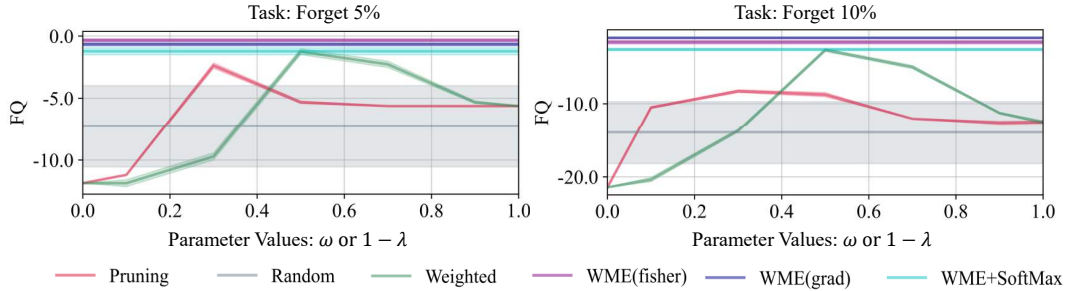 Task: Forget 5%
0.0
-5.0
-10.0
FQ
0.0 0.2 0.4 0.6 0.8 1.0
Parameter Values: ω or 1 − λ
Task: Forget 10%
-10.0
-20.0
FQ
0.0 0.2 0.4 0.6 0.8 1.0
Parameter Values: ω or 1 − λ
Pruning Random Weighted WME(fisher) WME(grad) WME+SoftMax